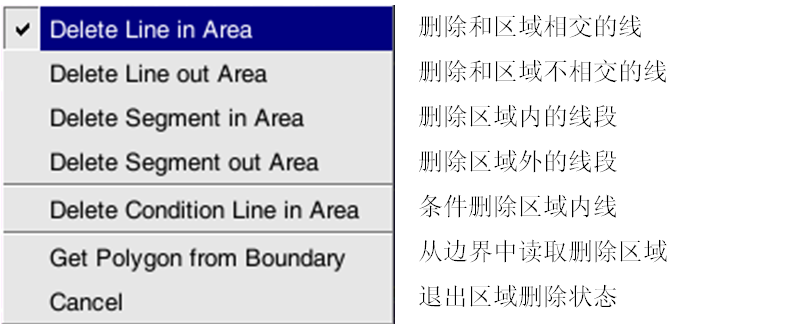 ✓ Delete Line in Area 删除和区域相交的线
Delete Line out Area 删除和区域不相交的线
Delete Segment in Area 删除区域内的线段
Delete Segment out Area 删除区域外的线段
Delete Condition Line in Area 条件删除区域内线
Get Polygon from Boundary 从边界中读取删除区域
Cancel 退出区域删除状态